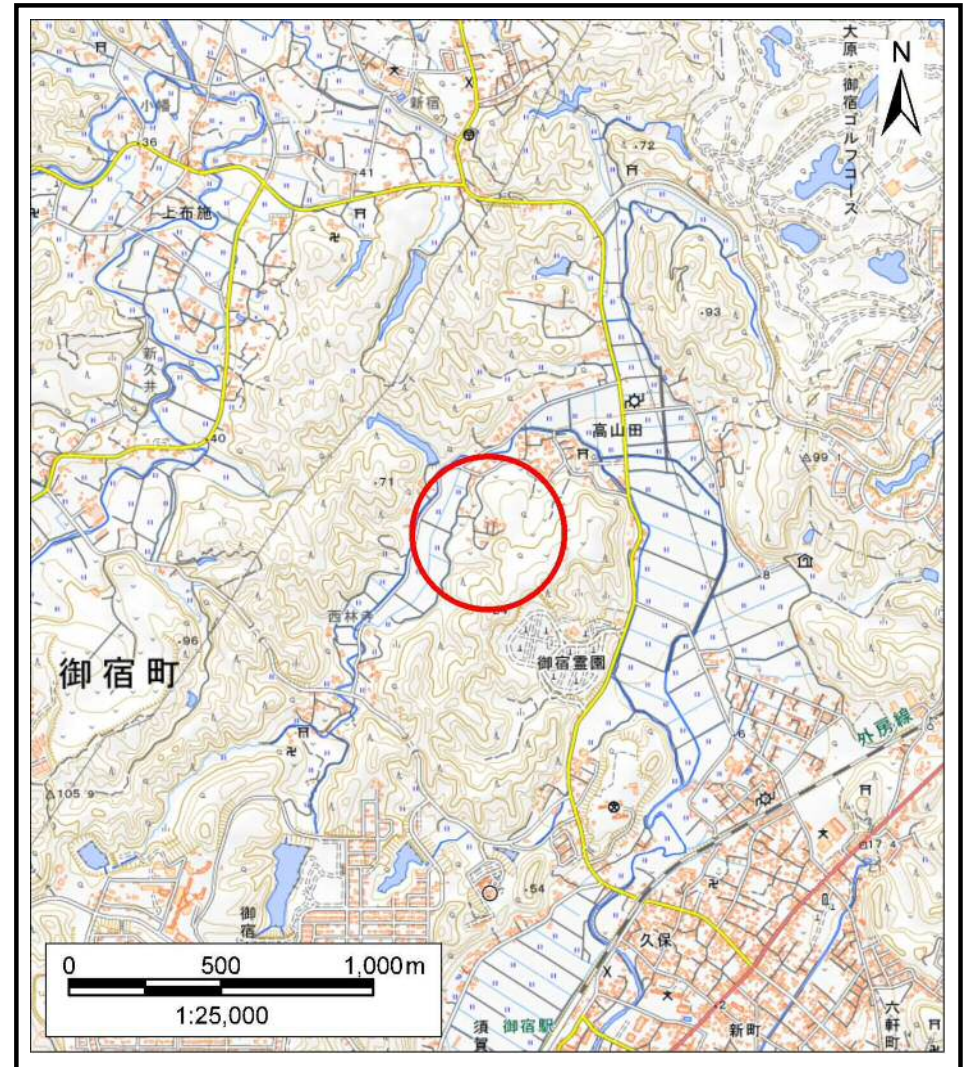 大原・御宿ゴルフコース
N
小幡
新宿
36
72
41
上布施
93
新久井
高山田
40
99
71
8
西林寺
96
御宿霊園
御宿町
6
外房線
105 9
17 4
54
御宿
久保
0 500 1,000m
1:25,000
須賀
御宿駅
2
新町
六軒町